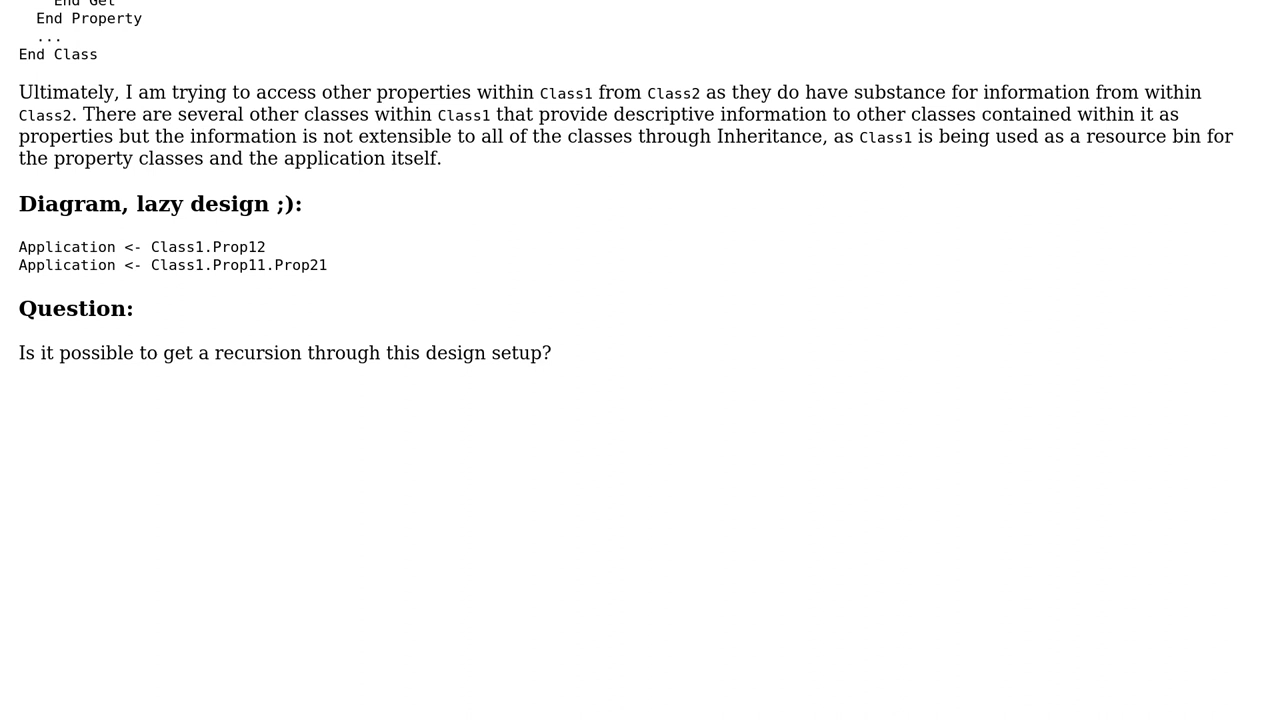 End Get
End Property
...
End Class
Ultimately, I am trying to access other properties within Class1 from Class2 as they do have substance for information from within
Class2. There are several other classes within Class1 that provide descriptive information to other classes contained within it as
properties but the information is not extensible to all of the classes through Inheritance, as Class1 is being used as a resource bin for
the property classes and the application itself.
Diagram, lazy design ;):
Application <- Class1.Prop12
Application <- Class1.Prop11.Prop21
Question:
Is it possible to get a recursion through this design setup?